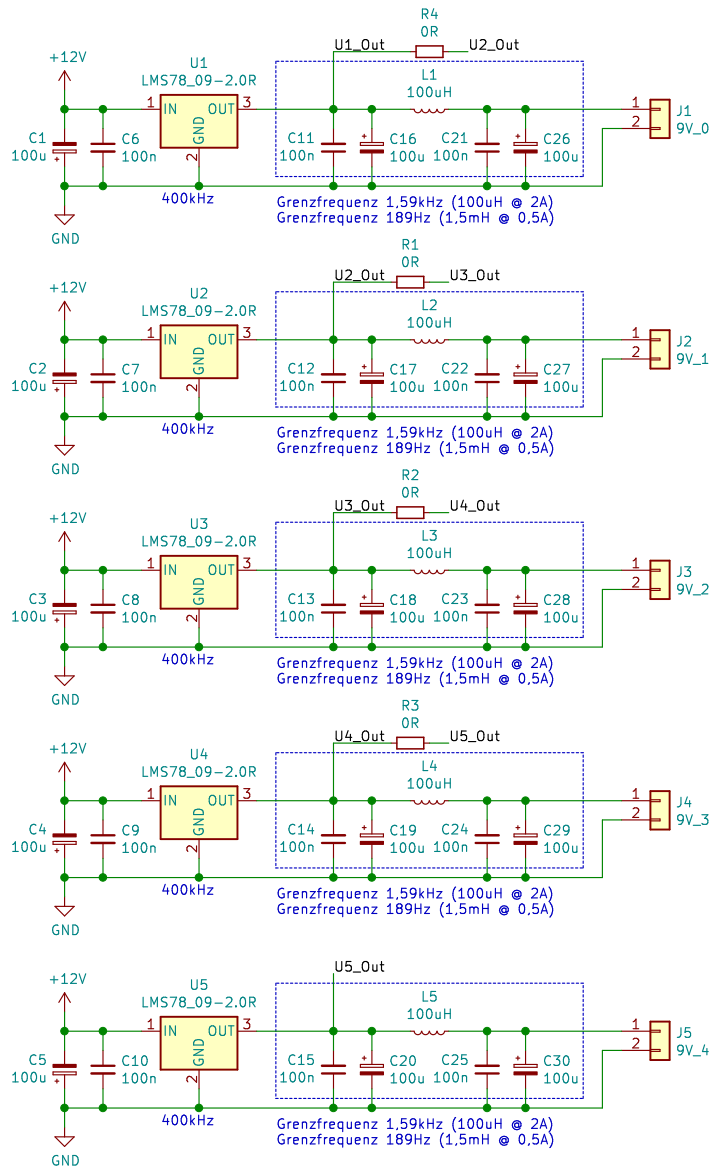 R4
U1_Out U2_Out
0R
+12V
U1
LMS78_09-2.0R
L1
100uH
1 IN OUT 3
GND
2
C1
100u
+
C6
100n
C11
100n
+
C16
100u
C21
100n
+
C26
100u
1
2
J1
9V_0
400kHz
GND
Grenzfrequenz 1,59kHz (100uH @ 2A)
Grenzfrequenz 189Hz (1,5mH @ 0,5A)
R1
0R
U2_Out U3_Out
+12V
U2
LMS78_09-2.0R
L2
100uH
1 IN OUT 3
GND
2
C2
100u
+
C7
100n
C12
100n
+
C17
100u
C22
100n
+
C27
100u
1
2
J2
9V_1
400kHz
GND
Grenzfrequenz 1,59kHz (100uH @ 2A)
Grenzfrequenz 189Hz (1,5mH @ 0,5A)
R2
0R
U3_Out U4_Out
+12V
U3
LMS78_09-2.0R
L3
100uH
1 IN OUT 3
GND
2
C3
100u
+
C8
100n
C13
100n
+
C18
100u
C23
100n
+
C28
100u
1
2
J3
9V_2
400kHz
GND
Grenzfrequenz 1,59kHz (100uH @ 2A)
Grenzfrequenz 189Hz (1,5mH @ 0,5A)
R3
0R
U4_Out U5_Out
+12V
U4
LMS78_09-2.0R
L4
100uH
1 IN OUT 3
GND
2
C4
100u
+
C9
100n
C14
100n
+
C19
100u
C24
100n
+
C29
100u
1
2
J4
9V_3
400kHz
GND
Grenzfrequenz 1,59kHz (100uH @ 2A)
Grenzfrequenz 189Hz (1,5mH @ 0,5A)
U5_Out
+12V
U5
LMS78_09-2.0R
L5
100uH
1 IN OUT 3
GND
2
C5
100u
+
C10
100n
C15
100n
+
C20
100u
C25
100n
+
C30
100u
1
2
J5
9V_4
400kHz
GND
Grenzfrequenz 1,59kHz (100uH @ 2A)
Grenzfrequenz 189Hz (1,5mH @ 0,5A)